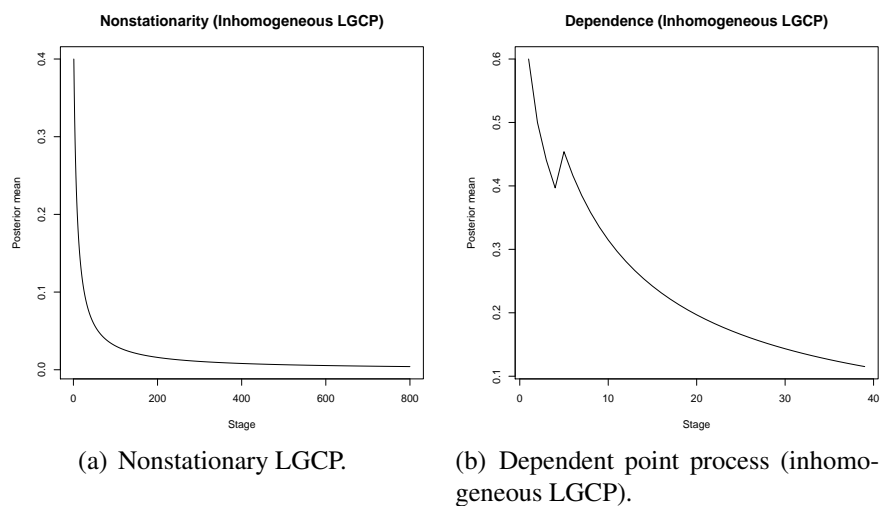 Nonstationarity (Inhomogeneous LGCP)
Posterior mean
0.4
0.3
0.2
0.1
0.0
0 200 400 600 800
Stage
(a) Nonstationary LGCP.
Dependence (Inhomogeneous LGCP)
Posterior mean
0.6
0.5
0.4
0.3
0.2
0.1
0 10 20 30 40
Stage
(b) Dependent point process (inhomo-
geneous LGCP).